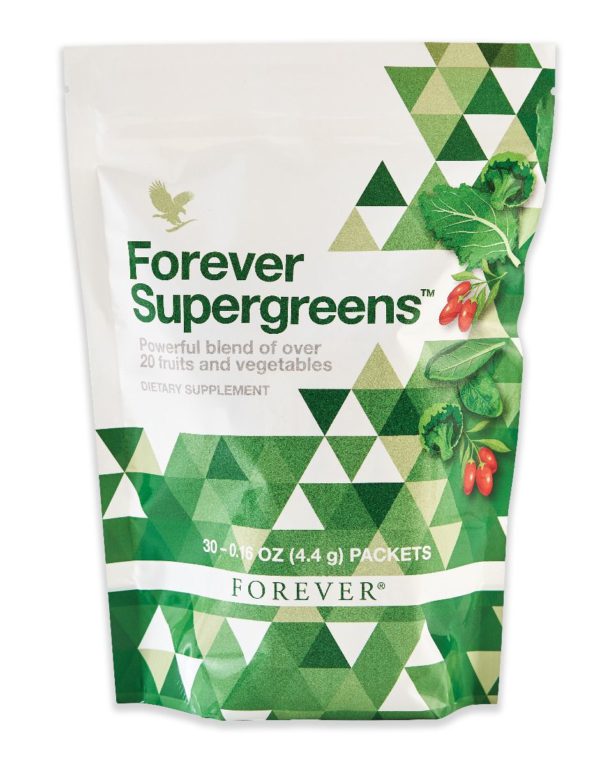 Forever
Supergreens™
Powerful blend of over
20 fruits and vegetables
DIETARY SUPPLEMENT
30 – 0.16 OZ (4.4 g) PACKETS
FOREVER®